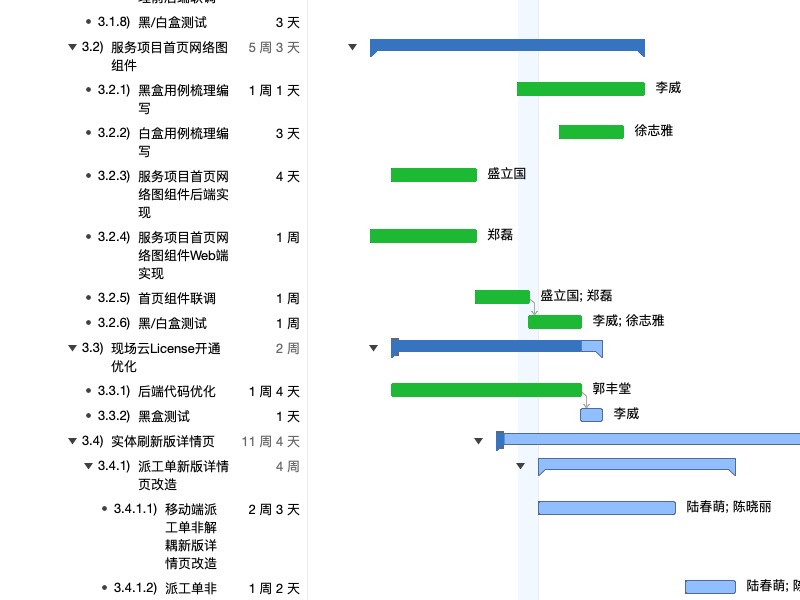 3.1.8) 黑/白盒测试 3 天
3.2) 服务项目首页网络图 5 周 3 天
组件
3.2.1) 黑盒用例梳理编 1 周 1 天 李威
写
3.2.2) 白盒用例梳理编 3 天 徐志雅
写
3.2.3) 服务项目首页网 4 天 盛立国
络图组件后端实
现
3.2.4) 服务项目首页网 1 周 郑磊
络图组件Web端
实现
3.2.5) 首页组件联调 1 周 盛立国; 郑磊
3.2.6) 黑/白盒测试 1 周 李威; 徐志雅
3.3) 现场云License开通 2 周
优化
3.3.1) 后端代码优化 1 周 4 天 郭丰堂
3.3.2) 黑盒测试 1 天 李威
3.4) 实体刷新版详情页 11 周 4 天
3.4.1) 派工单新版详情 4 周
页改造
3.4.1.1) 移动端派 2 周 3 天 陆春萌; 陈晓丽
工单非解
耦新版详
情页改造
3.4.1.2) 派工单非 1 周 2 天 陆春萌;